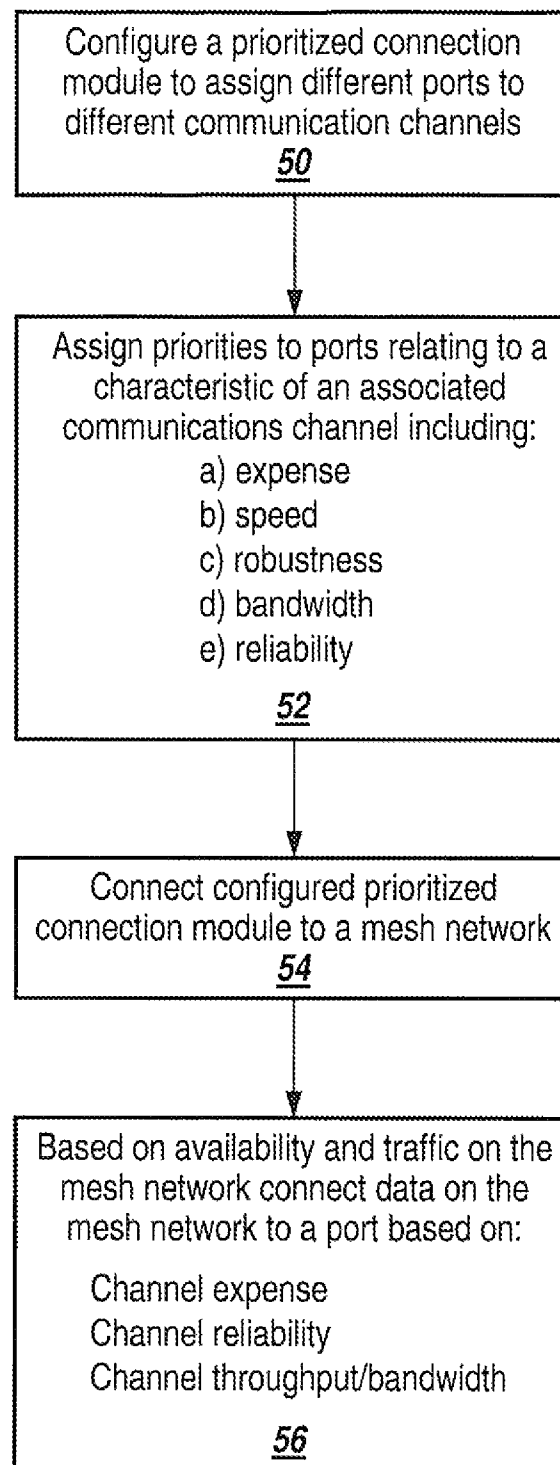 Configure a prioritized connection
module to assign different ports to
different communication channels
50
Assign priorities to ports relating to a
characteristic of an associated
communications channel including:
a) expense
b) speed
c) robustness
d) bandwidth
e) reliability
52
Connect configured prioritized
connection module to a mesh network
54
Based on availability and traffic on the
mesh network connect data on the
mesh network to a port based on:
Channel expense
Channel reliability
Channel throughput/bandwidth
56